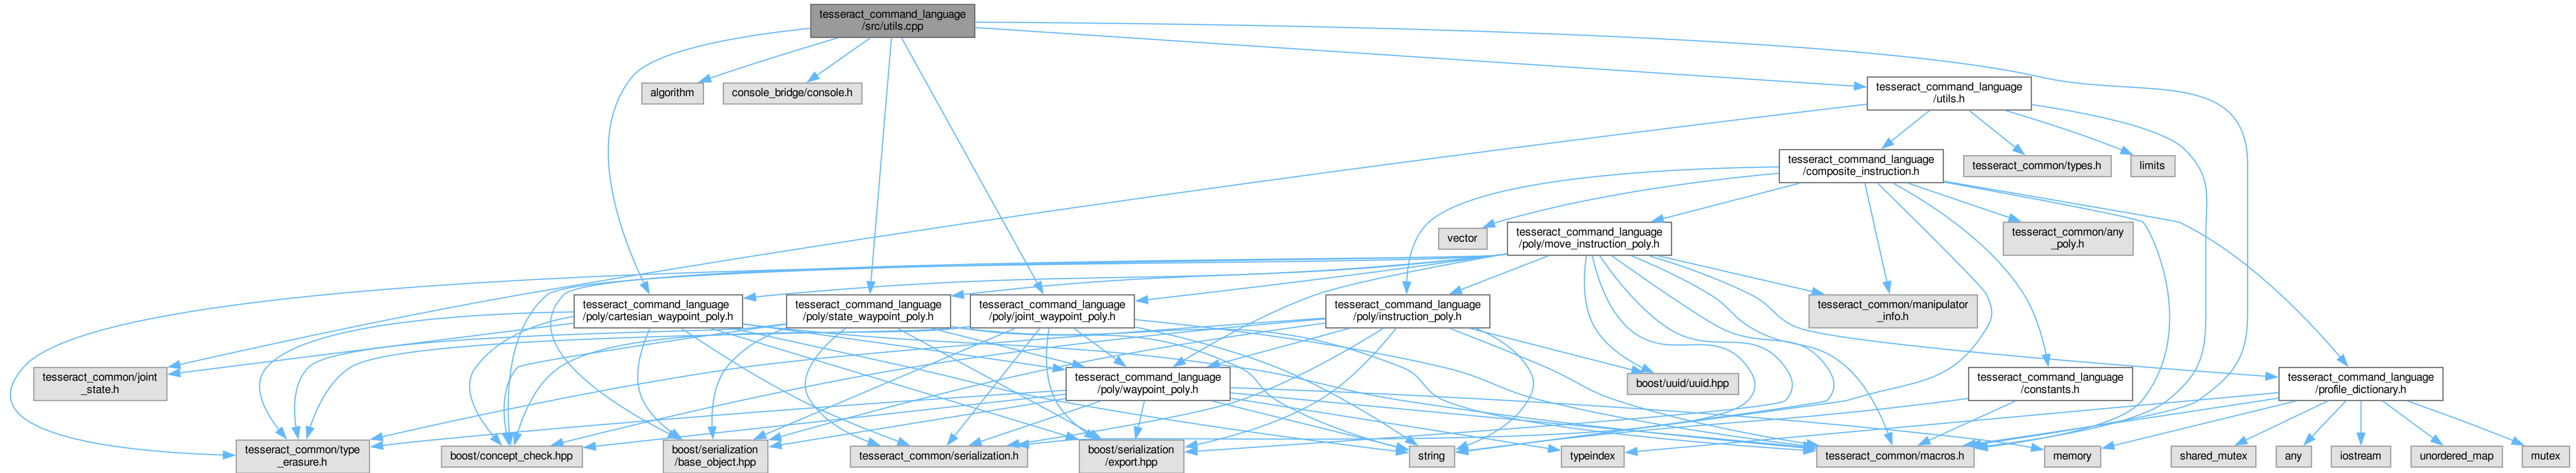 tesseract_command_language
/src/utils.cpp
algorithm
console_bridge/console.h
tesseract_command_language
/utils.h
tesseract_command_language
/composite_instruction.h
tesseract_common/types.h
limits
vector
tesseract_command_language
/poly/move_instruction_poly.h
tesseract_common/any
_poly.h
tesseract_command_language
/poly/cartesian_waypoint_poly.h
tesseract_command_language
/poly/state_waypoint_poly.h
tesseract_command_language
/poly/joint_waypoint_poly.h
tesseract_command_language
/poly/instruction_poly.h
tesseract_common/manipulator
_info.h
tesseract_common/joint
_state.h
tesseract_command_language
/poly/waypoint_poly.h
boost/uuid/uuid.hpp
tesseract_command_language
/constants.h
tesseract_command_language
/profile_dictionary.h
tesseract_common/type
_erasure.h
boost/concept_check.hpp
boost/serialization
/base_object.hpp
tesseract_common/serialization.h
boost/serialization
/export.hpp
string
typeindex
tesseract_common/macros.h
memory
shared_mutex
any
iostream
unordered_map
mutex